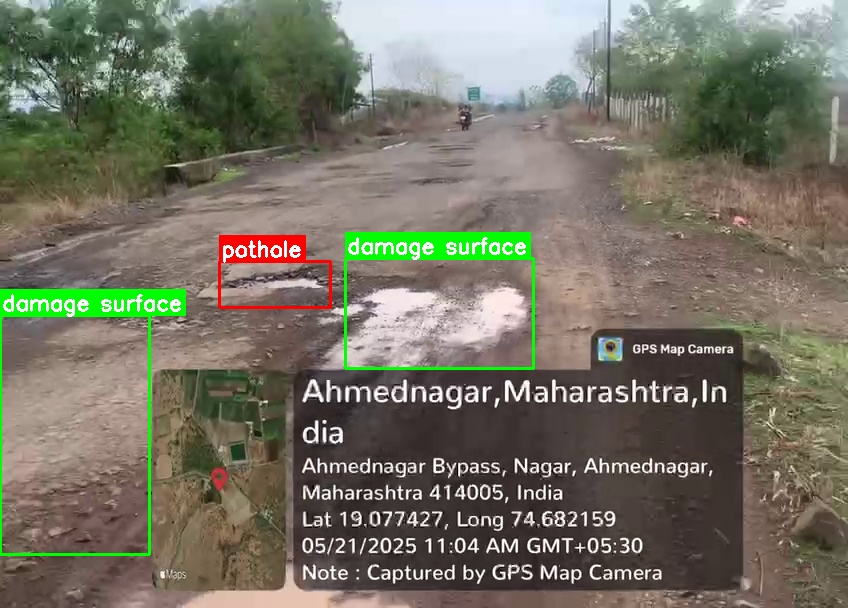 pothole
damage surface
damage surface
GPS Map Camera
Ahmednagar,Maharashtra,In
dia
Ahmednagar Bypass, Nagar, Ahmednagar,
Maharashtra 414005, India
Lat 19.077427, Long 74.682159
05/21/2025 11:04 AM GMT+05:30
Note : Captured by GPS Map Camera
Maps